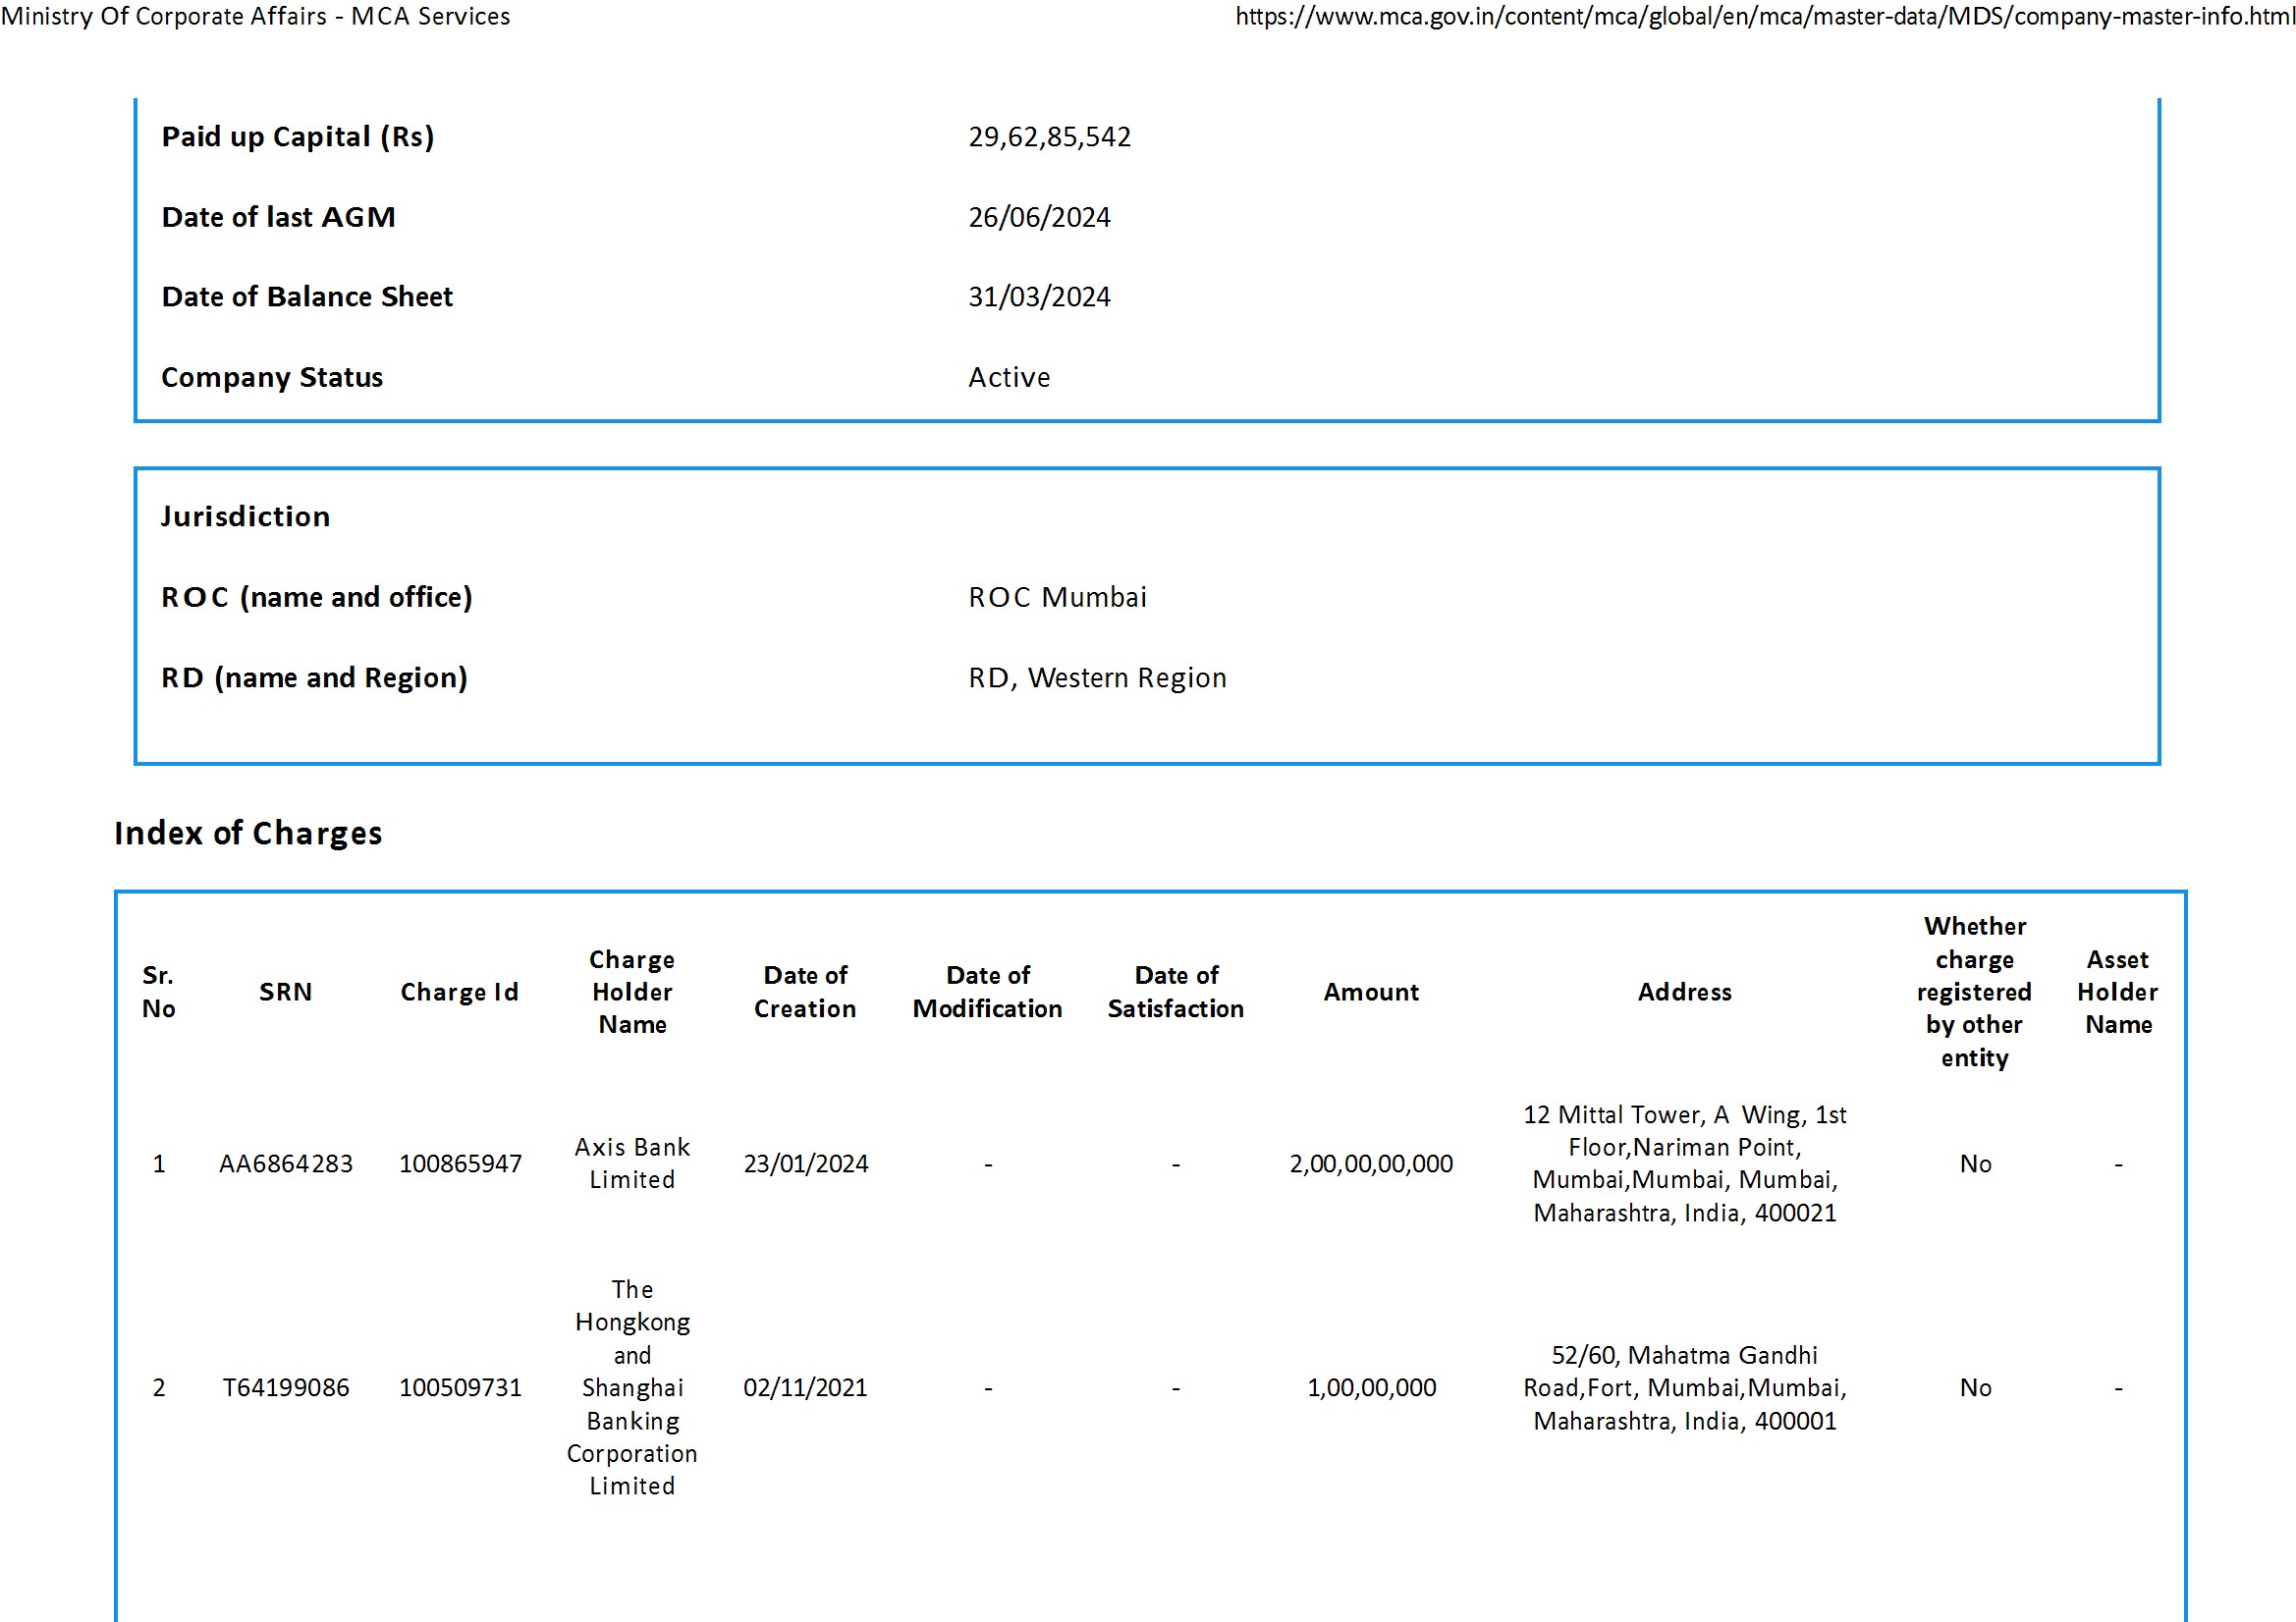 Ministry Of Corporate Affairs - MCA Services
https://www.mca.gov.in/content/mca/global/en/mca/master-data/MDS/company-master-info.html
Paid up Capital (Rs) 29,62,85,542
Date of last AGM 26/06/2024
Date of Balance Sheet 31/03/2024
Company Status Active
Jurisdiction
ROC (name and office) ROC Mumbai
RD (name and Region) RD, Western Region
Index of Charges
Sr.
No
SRN
Charge Id
Charge
Holder
Name
Date of
Creation
Date of
Modification
Date of
Satisfaction
Amount
Address
Whether
charge
registered
by other
entity
Asset
Holder
Name
1
AA6864283
100865947
Axis Bank
Limited
23/01/2024
-
-
2,00,00,00,000
12 Mittal Tower, A Wing, 1st
Floor,Nariman Point,
Mumbai,Mumbai, Mumbai,
Maharashtra, India, 400021
No
-
2
T64199086
100509731
The
Hongkong
and
Shanghai
Banking
Corporation
Limited
02/11/2021
-
-
1,00,00,000
52/60, Mahatma Gandhi
Road,Fort, Mumbai,Mumbai,
Maharashtra, India, 400001
No
-